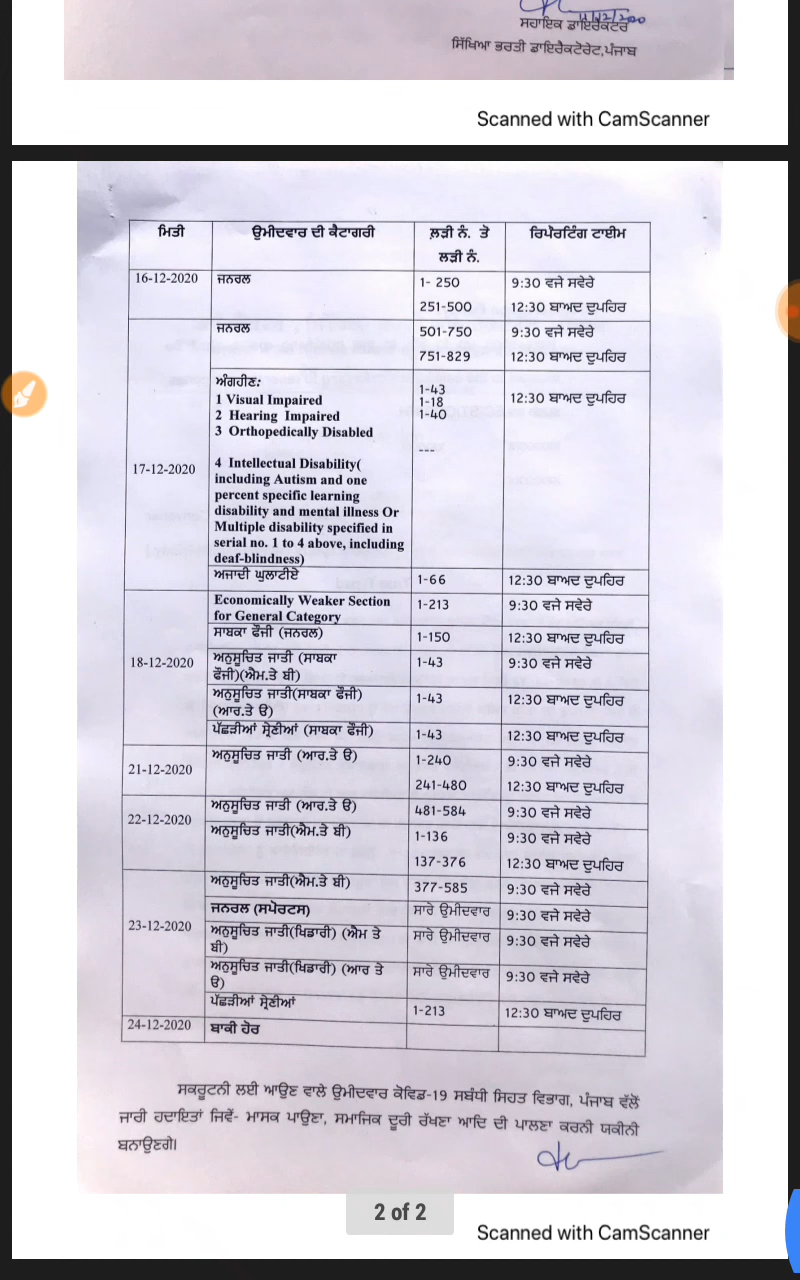 ਸਹਾਇਕ ਡਾਇਰੈਕਟਰ
ਸਿੱਖਿਆ ਭਰਤੀ ਡਾਇਰੈਕਟੋਰੇਟ,ਪੰਜਾਬ
Scanned with CamScanner
ਮਿਤੀ ਉਮੀਦਵਾਰ ਦੀ ਕੈਟਾਗਰੀ ਲੜੀ ਨੰ. ਤੋ ਰਿਪੋਰਟਿੰਗ ਟਾਈਮ
ਲੜੀ ਨੰ.
16-12-2020 ਜਨਰਲ 1- 250 9:30 ਵਜੇ ਸਵੇਰੇ
251-500 12:30 ਬਾਅਦ ਦੁਪਹਿਰ
ਜਨਰਲ 501-750 9:30 ਵਜੇ ਸਵੇਰੇ
751-829 12:30 ਬਾਅਦ ਦੁਪਹਿਰ
ਅੰਗਹੀਣ:
1 Visual Impaired 1-43 12:30 ਬਾਅਦ ਦੁਪਹਿਰ
2 Hearing Impaired 1-18
3 Orthopedically Disabled 1-40
---
17-12-2020 4 Intellectual Disability(
including Autism and one
percent specific learning
disability and mental illness Or
Multiple disability specified in
serial no. 1 to 4 above, including
deaf-blindness)
ਅਜਾਦੀ ਘੁਲਾਟੀਏ 1-66 12:30 ਬਾਅਦ ਦੁਪਹਿਰ
Economically Weaker Section 1-213 9:30 ਵਜੇ ਸਵੇਰੇ
for General Category
ਸਾਬਕਾ ਫੌਜੀ (ਜਨਰਲ) 1-150 12:30 ਬਾਅਦ ਦੁਪਹਿਰ
18-12-2020 ਅਨੁਸੂਚਿਤ ਜਾਤੀ (ਸਾਬਕਾ 1-43 9:30 ਵਜੇ ਸਵੇਰੇ
ਫੌਜੀ)(ਐਮ.ਤੇ ਬੀ)
ਅਨੁਸੂਚਿਤ ਜਾਤੀ(ਸਾਬਕਾ ਫੌਜੀ) 1-43 12:30 ਬਾਅਦ ਦੁਪਹਿਰ
(ਆਰ.ਤੇ ਓ)
ਪੱਛੜੀਆਂ ਸ਼੍ਰੇਣੀਆਂ (ਸਾਬਕਾ ਫੌਜੀ) 1-43 12:30 ਬਾਅਦ ਦੁਪਹਿਰ
21-12-2020 ਅਨੁਸੂਚਿਤ ਜਾਤੀ (ਆਰ.ਤੇ ਓ) 1-240 9:30 ਵਜੇ ਸਵੇਰੇ
241-480 12:30 ਬਾਅਦ ਦੁਪਹਿਰ
22-12-2020 ਅਨੁਸੂਚਿਤ ਜਾਤੀ (ਆਰ.ਤੇ ਓ) 481-584 9:30 ਵਜੇ ਸਵੇਰੇ
ਅਨੁਸੂਚਿਤ ਜਾਤੀ(ਐਮ.ਤੇ ਬੀ) 1-136 9:30 ਵਜੇ ਸਵੇਰੇ
137-376 12:30 ਬਾਅਦ ਦੁਪਹਿਰ
ਅਨੁਸੂਚਿਤ ਜਾਤੀ(ਐਮ.ਤੇ ਬੀ) 377-585 9:30 ਵਜੇ ਸਵੇਰੇ
23-12-2020 ਜਨਰਲ (ਸਪੋਰਟਸ) ਸਾਰੇ ਉਮੀਦਵਾਰ 9:30 ਵਜੇ ਸਵੇਰੇ
ਅਨੁਸੂਚਿਤ ਜਾਤੀ(ਖਿਡਾਰੀ) (ਐਮ ਤੇ ਸਾਰੇ ਉਮੀਦਵਾਰ 9:30 ਵਜੇ ਸਵੇਰੇ
ਬੀ)
ਅਨੁਸੂਚਿਤ ਜਾਤੀ(ਖਿਡਾਰੀ) (ਆਰ ਤੇ ਸਾਰੇ ਉਮੀਦਵਾਰ 9:30 ਵਜੇ ਸਵੇਰੇ
ਓ)
ਪੱਛੜੀਆਂ ਸ਼੍ਰੇਣੀਆਂ 1-213 12:30 ਬਾਅਦ ਦੁਪਹਿਰ
24-12-2020 ਬਾਕੀ ਹੋਰ
ਸਕਰੂਟਨੀ ਲਈ ਆਉਣ ਵਾਲੇ ਉਮੀਦਵਾਰ ਕੋਵਿਡ-19 ਸਬੰਧੀ ਸਿਹਤ ਵਿਭਾਗ, ਪੰਜਾਬ ਵੱਲੋਂ
ਜਾਰੀ ਹਦਾਇਤਾਂ ਜਿਵੇਂ- ਮਾਸਕ ਪਾਉਣਾ, ਸਮਾਜਿਕ ਦੂਰੀ ਰੱਖਣਾ ਆਦਿ ਦੀ ਪਾਲਣਾ ਕਰਨੀ ਯਕੀਨੀ
ਬਨਾਉਣਗੇ।
2 of 2
Scanned with CamScanner